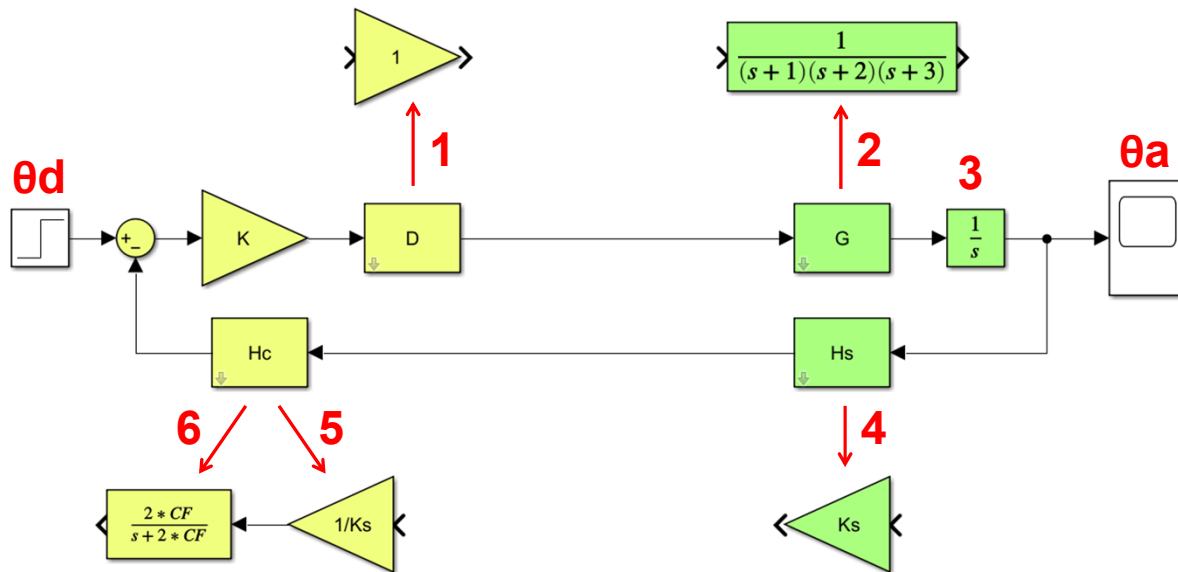 1
1
(s + 1) (s + 2) (s + 3)
1
2
θd
3
θa
+
−
K
D
G
1
s
Hc
Hs
6
5
4
2 * CF
s + 2 * CF
1/Ks
Ks